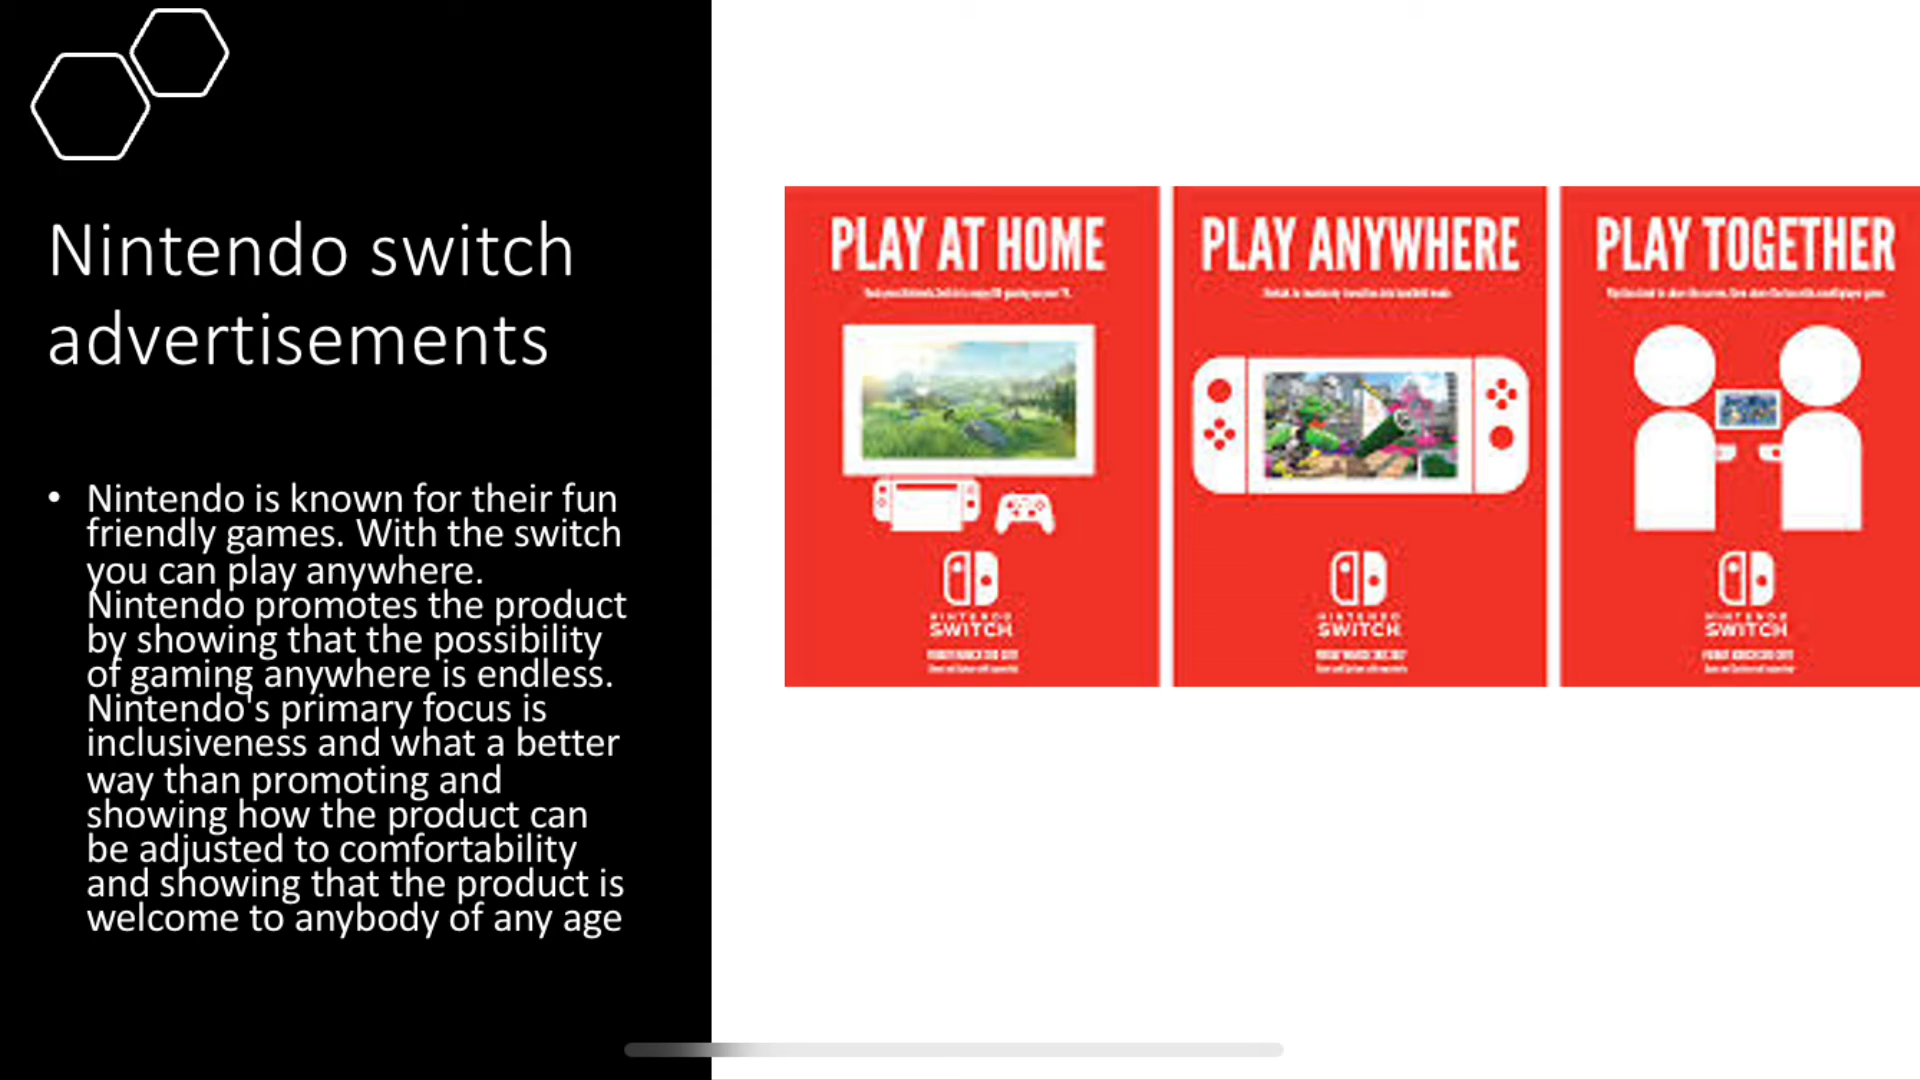 Nintendo switch
advertisements
• Nintendo is known for their fun
friendly games. With the switch
you can play anywhere.
Nintendo promotes the product
by showing that the possibility
of gaming anywhere is endless.
Nintendo's primary focus is
inclusiveness and what a better
way than promoting and
showing how the product can
be adjusted to comfortability
and showing that the product is
welcome to anybody of any age
PLAY AT HOME
NINTENDO
SWITCH
PLAY ANYWHERE
NINTENDO
SWITCH
PLAY TOGETHER
NINTENDO
SWITCH